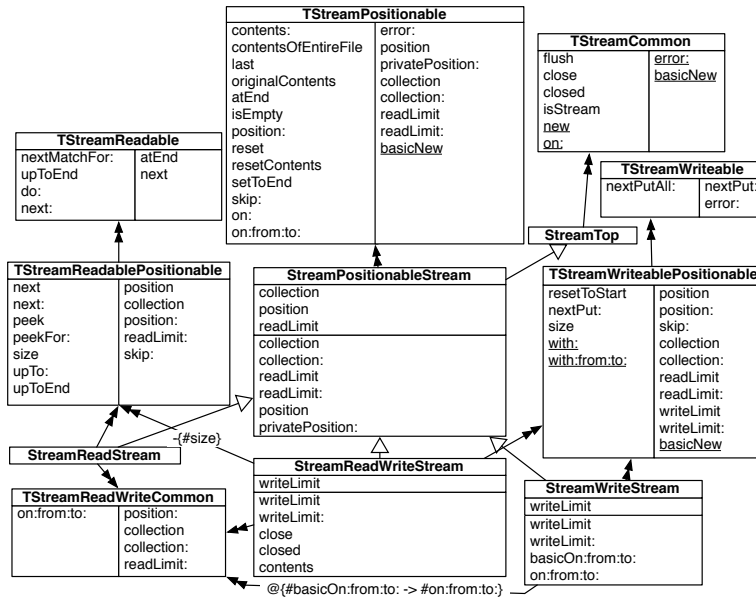 TStreamPositionable
contents:
contentsOfEntireFile
last
originalContents
atEnd
isEmpty
position:
reset
resetContents
setToEnd
skip:
on:
on:from:to:
error:
position
privatePosition:
collection
collection:
readLimit
readLimit:
basicNew
TStreamCommon
flush
close
closed
isStream
new
on:
error:
basicNew
TStreamReadable
nextMatchFor:
upToEnd
do:
next:
atEnd
next
TStreamWriteable
nextPutAll:
nextPut:
error:
StreamTop
TStreamReadablePositionable
next
next:
peek
peekFor:
size
upTo:
upToEnd
position
collection
position:
readLimit:
skip:
StreamPositionableStream
collection
position
readLimit
collection
collection:
readLimit
readLimit:
position
privatePosition:
TStreamWriteablePositionable
resetToStart
nextPut:
size
with:
with:from:to:
position
position:
skip:
collection
collection:
readLimit
readLimit:
writeLimit
writeLimit:
basicNew
-{#size}
StreamReadStream
TStreamReadWriteCommon
on:from:to:
position:
collection
collection:
readLimit:
StreamReadWriteStream
writeLimit
writeLimit
writeLimit:
close
closed
contents
StreamWriteStream
writeLimit
writeLimit
writeLimit:
basicOn:from:to:
on:from:to:
@{#basicOn:from:to: -> #on:from:to:}